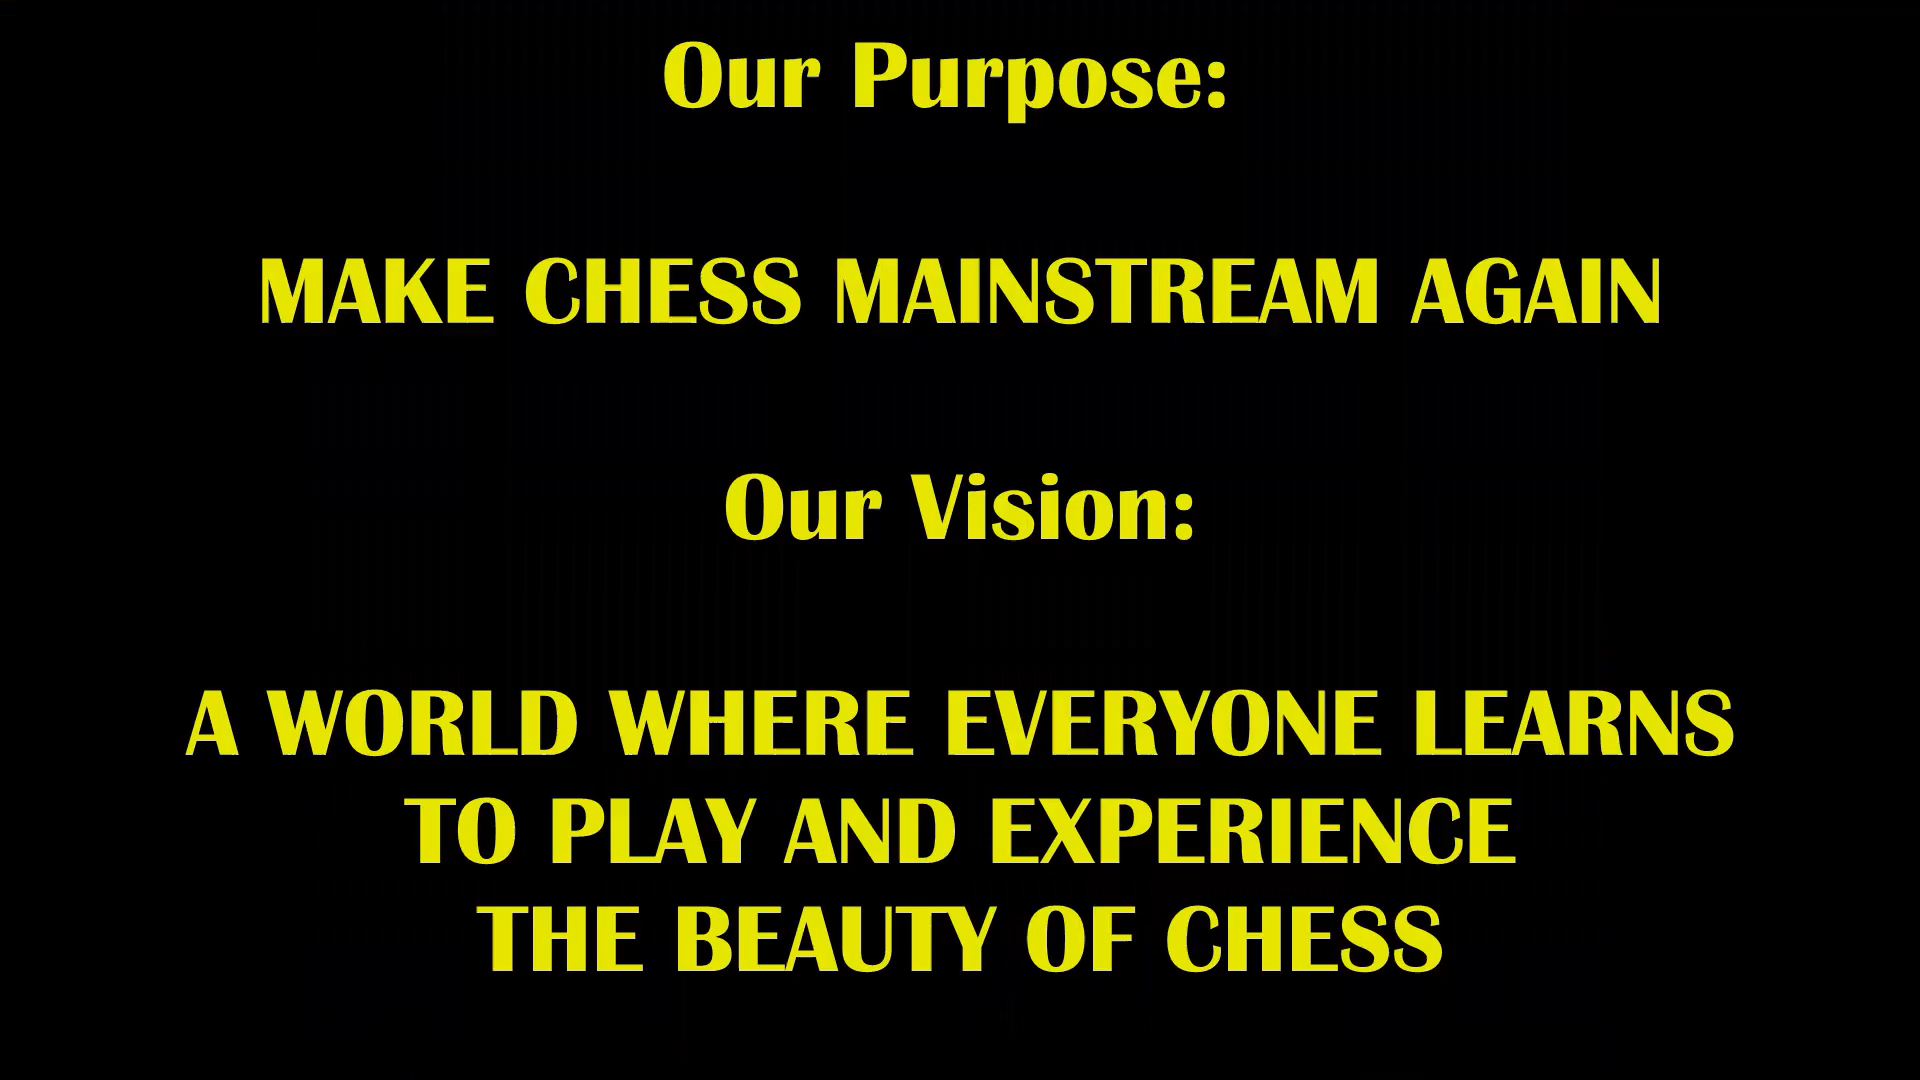 Our Purpose:
MAKE CHESS MAINSTREAM AGAIN
Our Vision:
A WORLD WHERE EVERYONE LEARNS
TO PLAY AND EXPERIENCE
THE BEAUTY OF CHESS